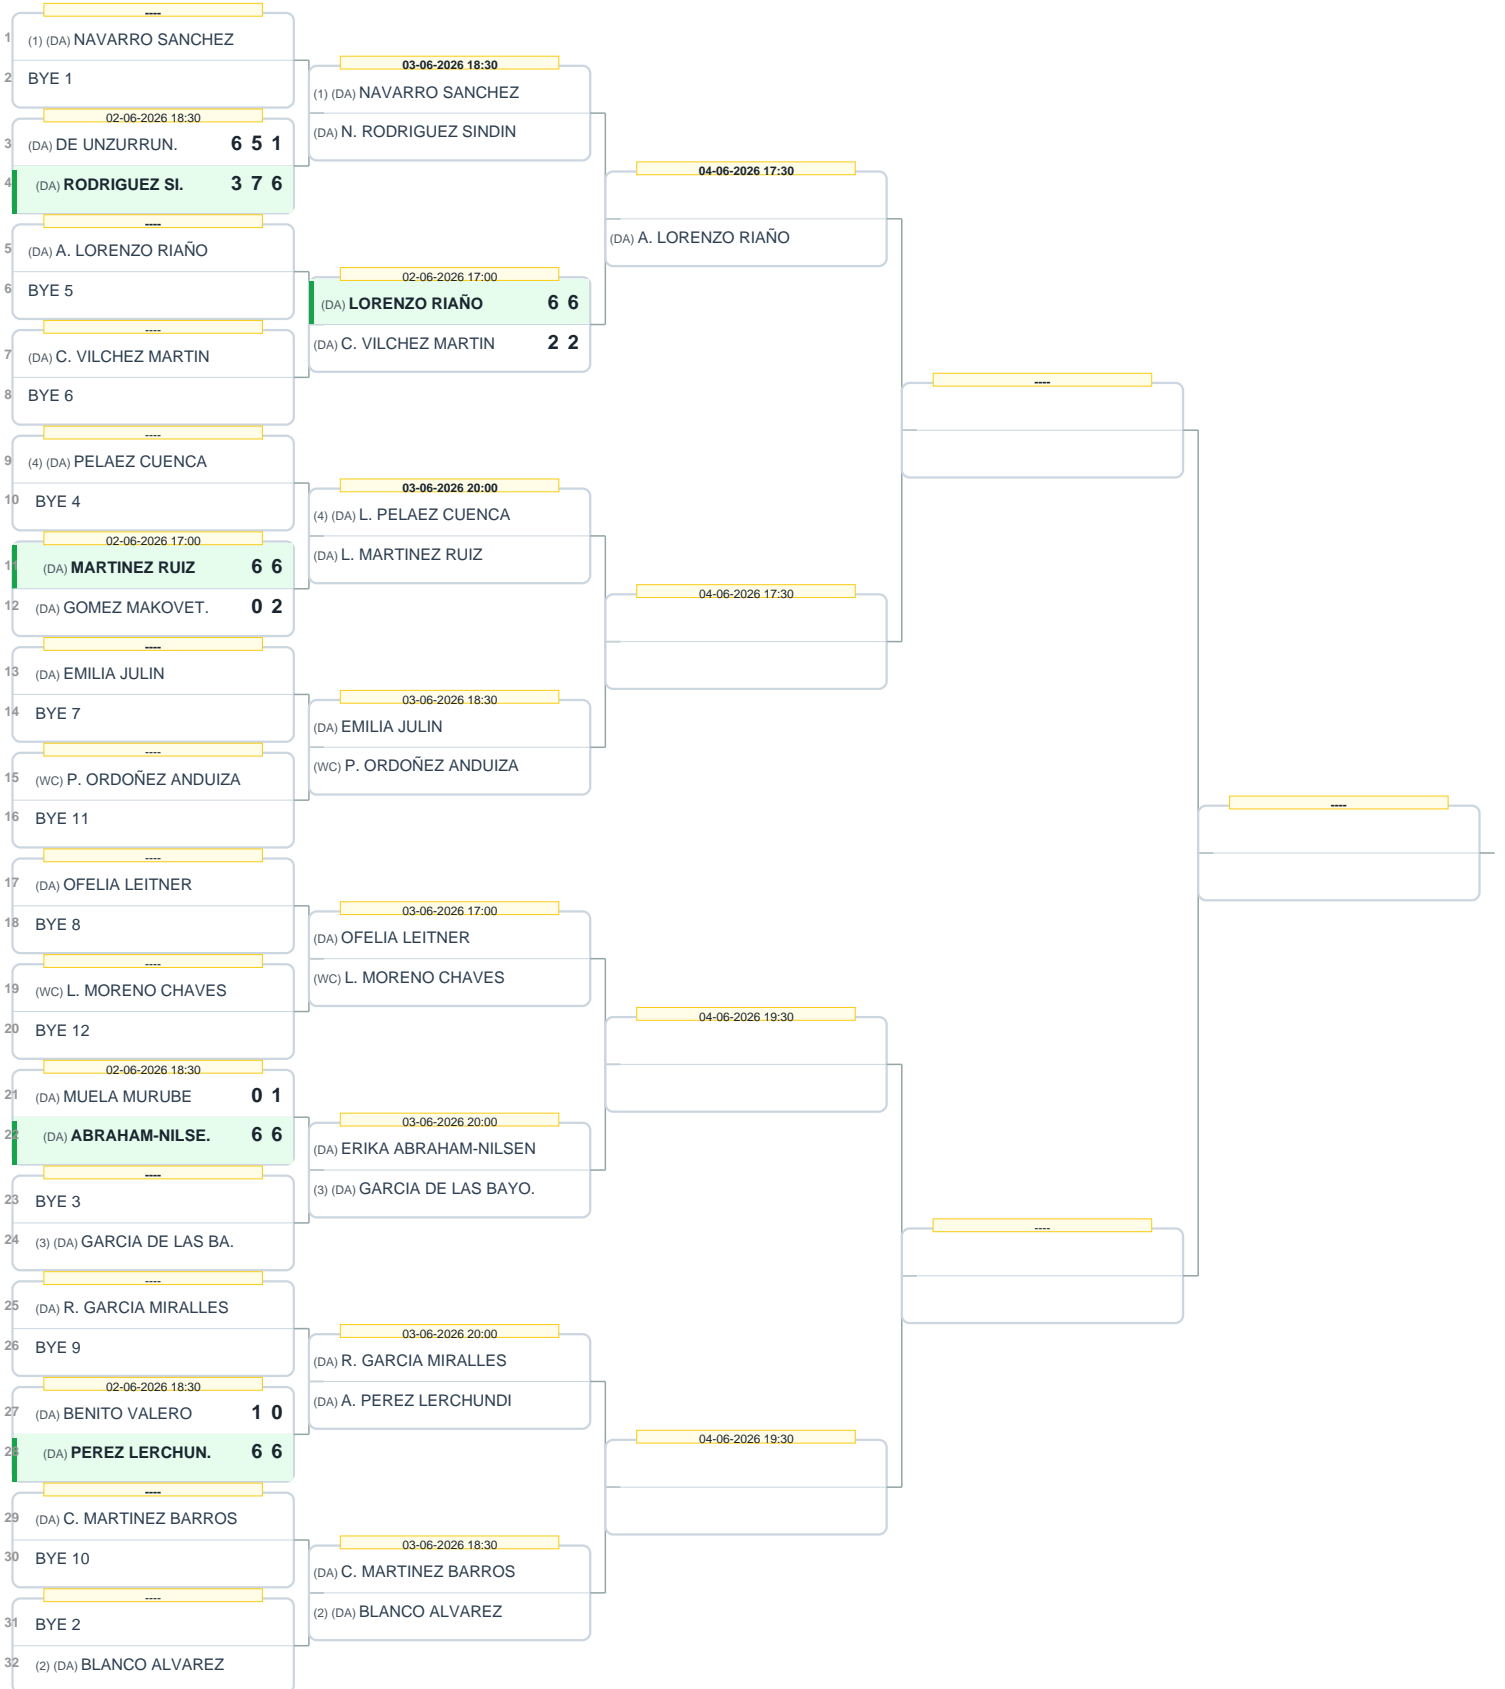 ----
1 (1) (DA) NAVARRO SANCHEZ
2 BYE 1
02-06-2026 18:30
3 (DA) DE UNZURRUN. 6 5 1
4 (DA) RODRIGUEZ SI. 3 7 6
----
5 (DA) A. LORENZO RIAÑO
6 BYE 5
----
7 (DA) C. VILCHEZ MARTIN
8 BYE 6
----
9 (4) (DA) PELAEZ CUENCA
10 BYE 4
02-06-2026 17:00
11 (DA) MARTINEZ RUIZ 6 6
12 (DA) GOMEZ MAKOVET. 0 2
----
13 (DA) EMILIA JULIN
14 BYE 7
----
15 (WC) P. ORDOÑEZ ANDUIZA
16 BYE 11
----
17 (DA) OFELIA LEITNER
18 BYE 8
----
19 (WC) L. MORENO CHAVES
20 BYE 12
02-06-2026 18:30
21 (DA) MUELA MURUBE 0 1
22 (DA) ABRAHAM-NILSE. 6 6
----
23 BYE 3
24 (3) (DA) GARCIA DE LAS BA.
----
25 (DA) R. GARCIA MIRALLES
26 BYE 9
02-06-2026 18:30
27 (DA) BENITO VALERO 1 0
28 (DA) PEREZ LERCHUN. 6 6
----
29 (DA) C. MARTINEZ BARROS
30 BYE 10
----
31 BYE 2
32 (2) (DA) BLANCO ALVAREZ
03-06-2026 18:30
(1) (DA) NAVARRO SANCHEZ
(DA) N. RODRIGUEZ SINDIN
02-06-2026 17:00
(DA) LORENZO RIAÑO 6 6
(DA) C. VILCHEZ MARTIN 2 2
03-06-2026 20:00
(4) (DA) L. PELAEZ CUENCA
(DA) L. MARTINEZ RUIZ
03-06-2026 18:30
(DA) EMILIA JULIN
(WC) P. ORDOÑEZ ANDUIZA
03-06-2026 17:00
(DA) OFELIA LEITNER
(WC) L. MORENO CHAVES
03-06-2026 20:00
(DA) ERIKA ABRAHAM-NILSEN
(3) (DA) GARCIA DE LAS BAYO.
03-06-2026 20:00
(DA) R. GARCIA MIRALLES
(DA) A. PEREZ LERCHUNDI
03-06-2026 18:30
(DA) C. MARTINEZ BARROS
(2) (DA) BLANCO ALVAREZ
04-06-2026 17:30
(DA) A. LORENZO RIAÑO
04-06-2026 17:30
04-06-2026 19:30
04-06-2026 19:30
----
----
----